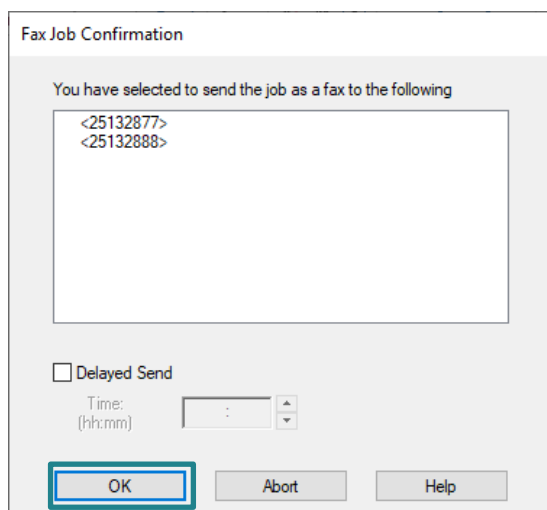 Fax Job Confirmation
You have selected to send the job as a fax to the following
<25132877>
<25132888>
Delayed Send
Time:
(hh:mm)
:
OK Abort Help